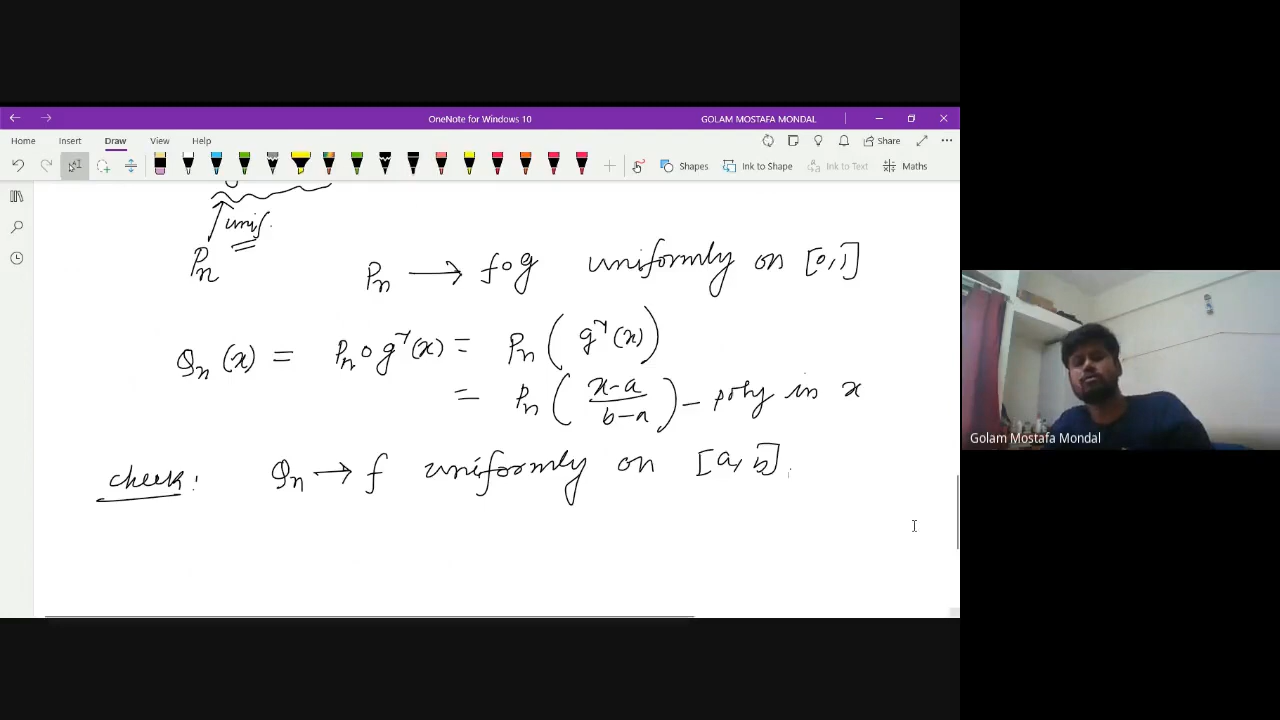 OneNote for Windows 10
GOLAM MOSTAFA MONDAL
Home Insert Draw View Help
Share
Shapes Ink to Shape Ink to Text Maths
unif.
Pn
Pn → f∘g uniformly on [0,1]
Qn(x) = Pn∘g⁻¹(x) = Pn(g⁻¹(x))
= Pn((x-a)/(b-a)) – poly in x
check: Qn → f uniformly on [a, b].
Golam Mostafa Mondal